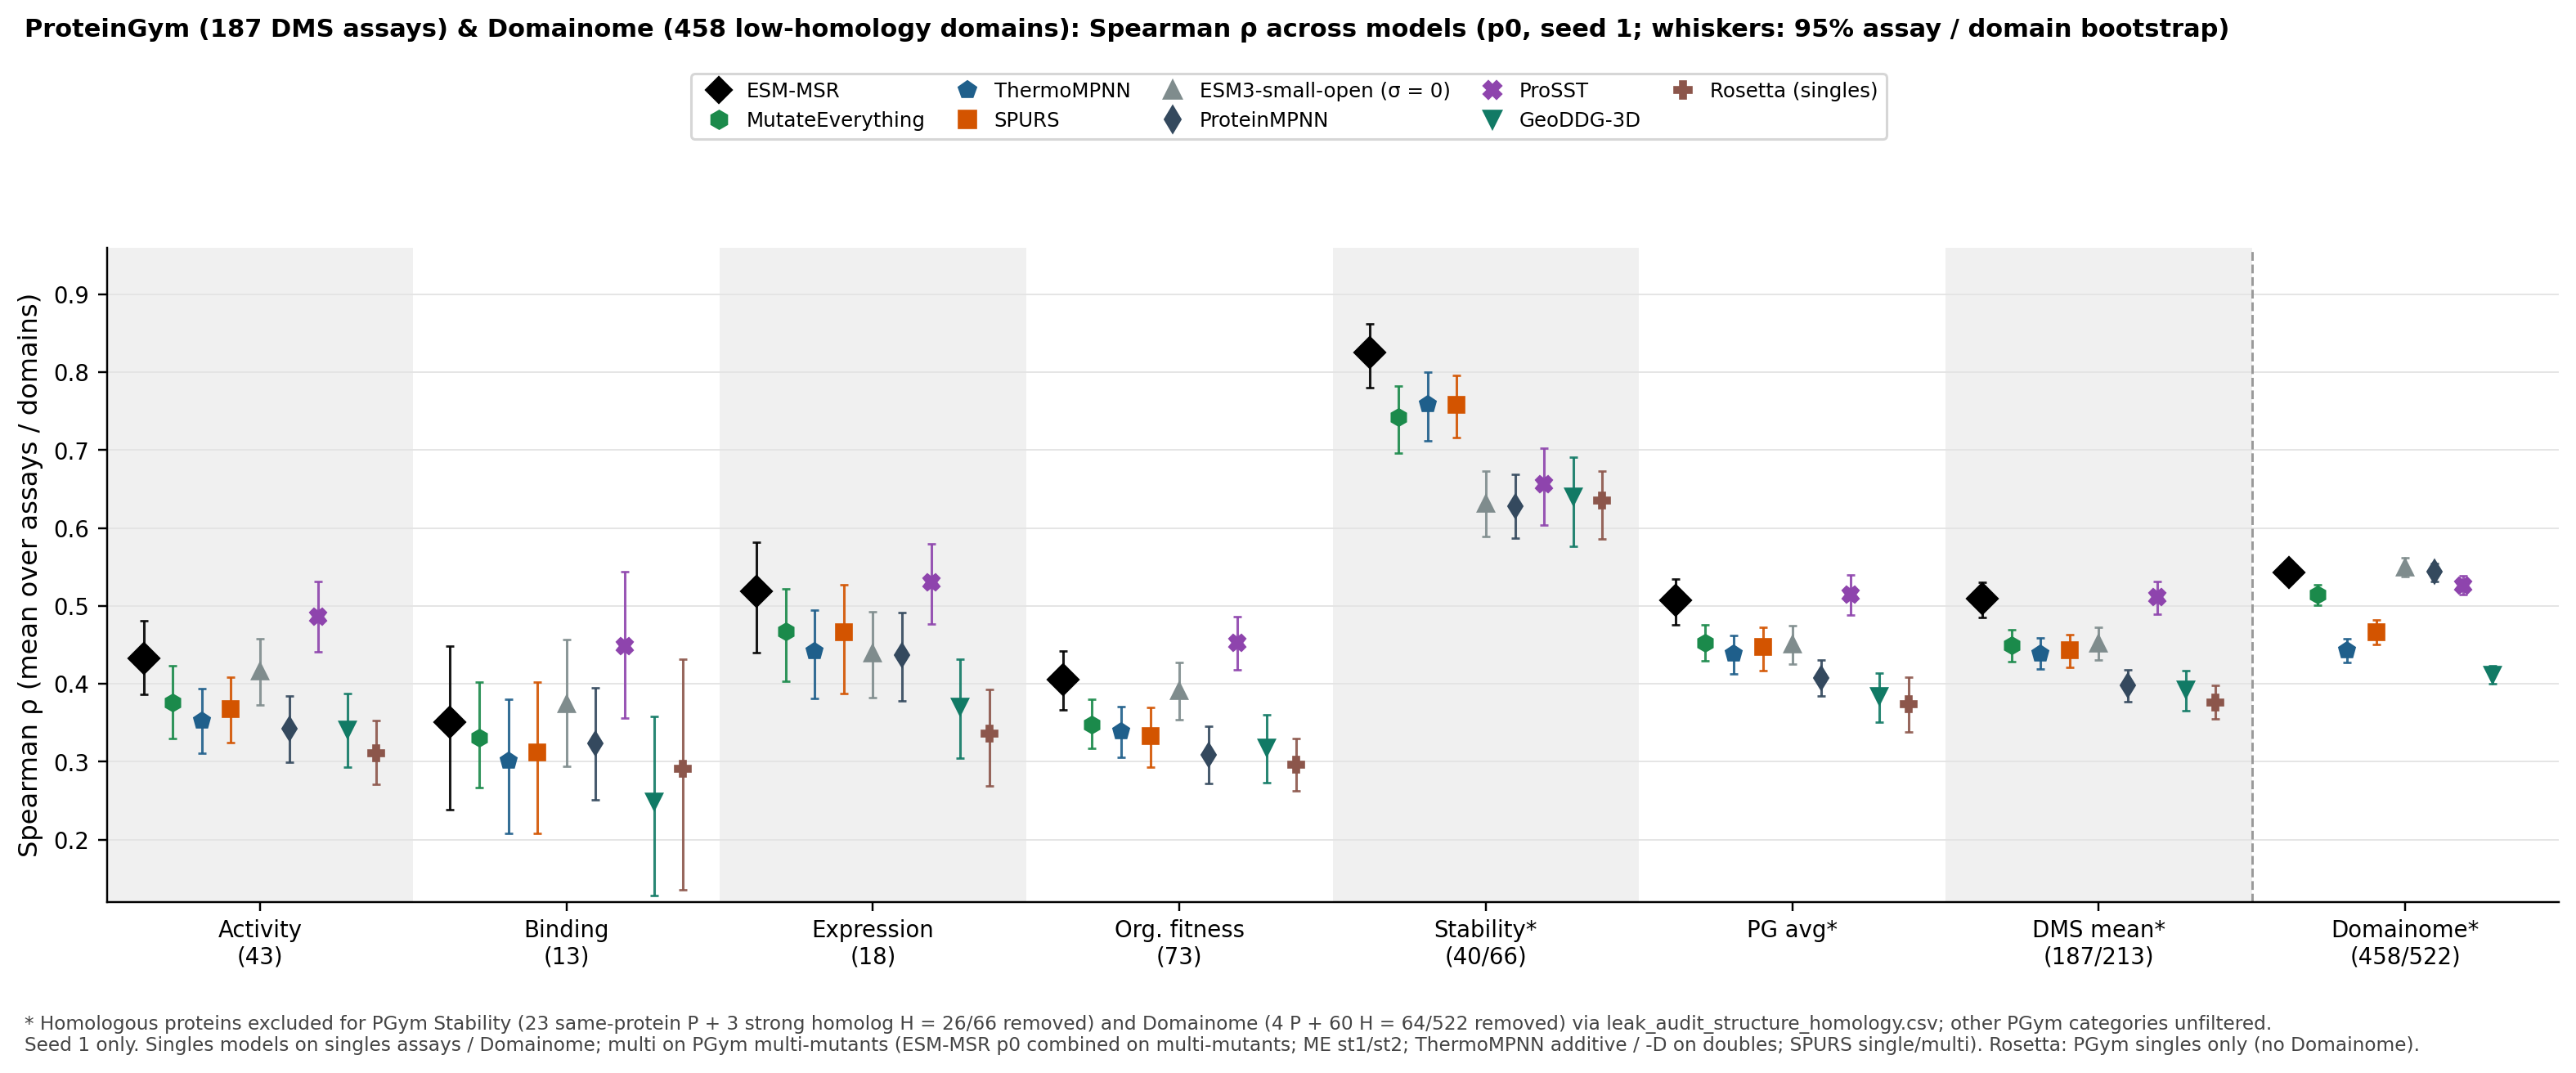 ProteinGym (187 DMS assays) & Domainome (458 low-homology domains): Spearman ρ across models (p0, seed 1; whiskers: 95% assay / domain bootstrap)
ESM-MSR
MutateEverything
ThermoMPNN
SPURS
ESM3-small-open (σ = 0)
ProteinMPNN
ProSST
GeoDDG-3D
Rosetta (singles)
Spearman ρ (mean over assays / domains)
0.9
0.8
0.7
0.6
0.5
0.4
0.3
0.2
Activity
(43)
Binding
(13)
Expression
(18)
Org. fitness
(73)
Stability*
(40/66)
PG avg*
DMS mean*
(187/213)
Domainome*
(458/522)
* Homologous proteins excluded for PGym Stability (23 same-protein P + 3 strong homolog H = 26/66 removed) and Domainome (4 P + 60 H = 64/522 removed) via leak_audit_structure_homology.csv; other PGym categories unfiltered.
Seed 1 only. Singles models on singles assays / Domainome; multi on PGym multi-mutants (ESM-MSR p0 combined on multi-mutants; ME st1/st2; ThermoMPNN additive / -D on doubles; SPURS single/multi). Rosetta: PGym singles only (no Domainome).